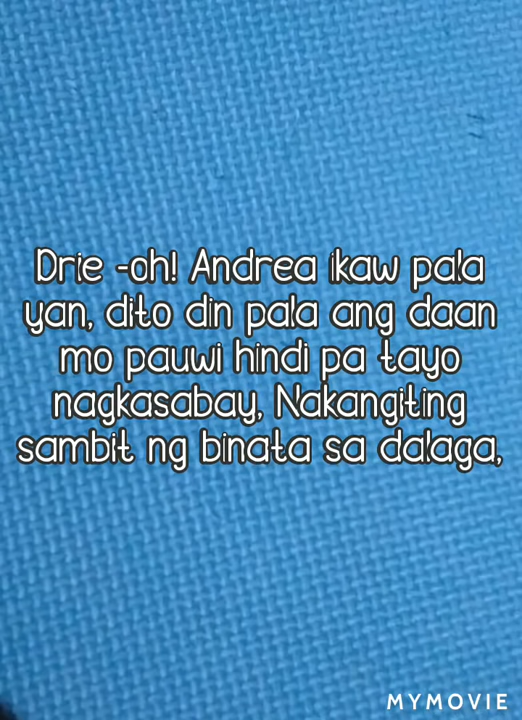 Drie -oh! Andrea ikaw pala
yan, dito din pala ang daan
mo pauwi hindi pa tayo
nagkasabay, Nakangiting
sambit ng binata sa dalaga,
MYMOVIE